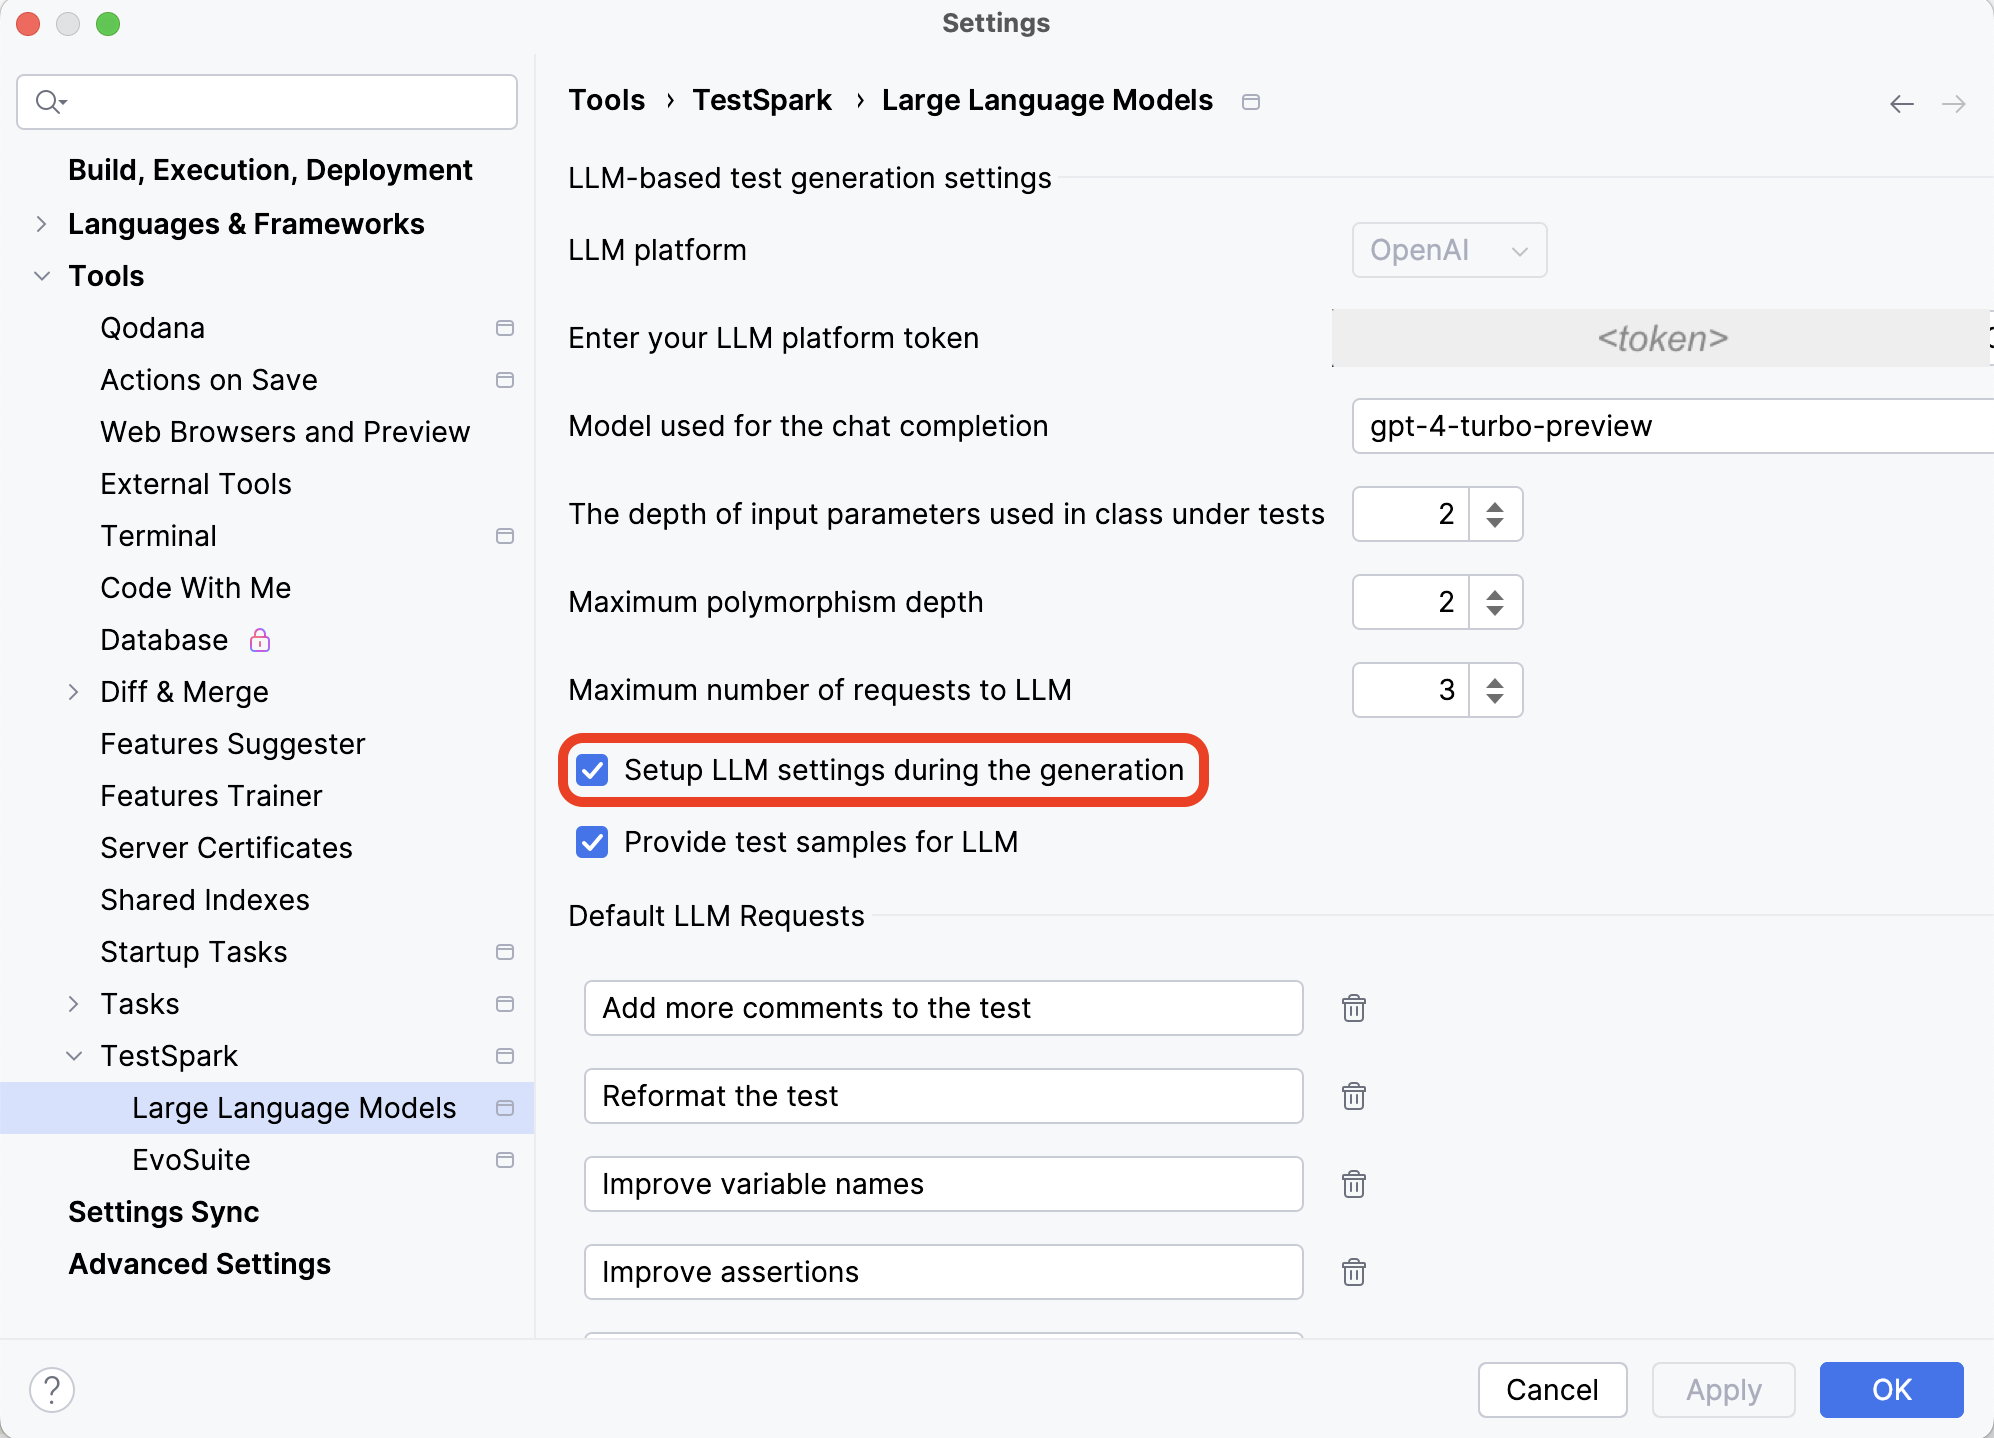 Settings
Build, Execution, Deployment
Languages & Frameworks
Tools
Qodana
Actions on Save
Web Browsers and Preview
External Tools
Terminal
Code With Me
Database
Diff & Merge
Features Suggester
Features Trainer
Server Certificates
Shared Indexes
Startup Tasks
Tasks
TestSpark
Large Language Models
EvoSuite
Settings Sync
Advanced Settings
Tools › TestSpark › Large Language Models
LLM-based test generation settings
LLM platform OpenAI
Enter your LLM platform token <token>
Model used for the chat completion gpt-4-turbo-preview
The depth of input parameters used in class under tests 2
Maximum polymorphism depth 2
Maximum number of requests to LLM 3
Setup LLM settings during the generation
Provide test samples for LLM
Default LLM Requests
Add more comments to the test
Reformat the test
Improve variable names
Improve assertions
? Cancel Apply OK